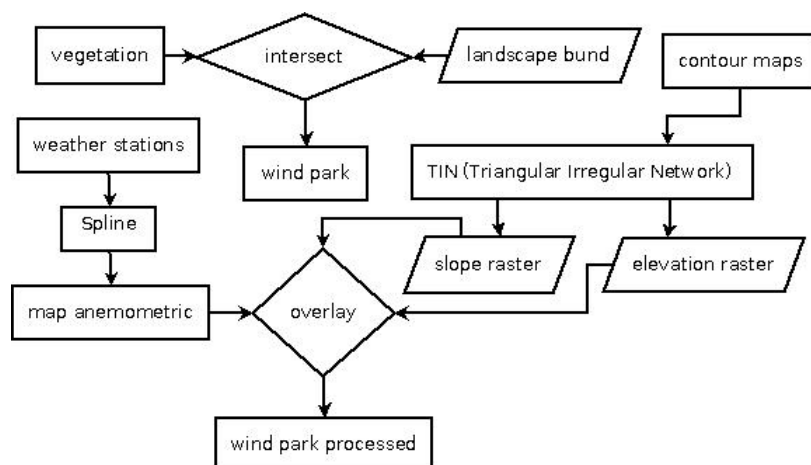 vegetation
intersect
landscape bund
contour maps
weather stations
wind park
TIN (Triangular Irregular Network)
Spline
slope raster
elevation raster
map anemometric
overlay
wind park processed